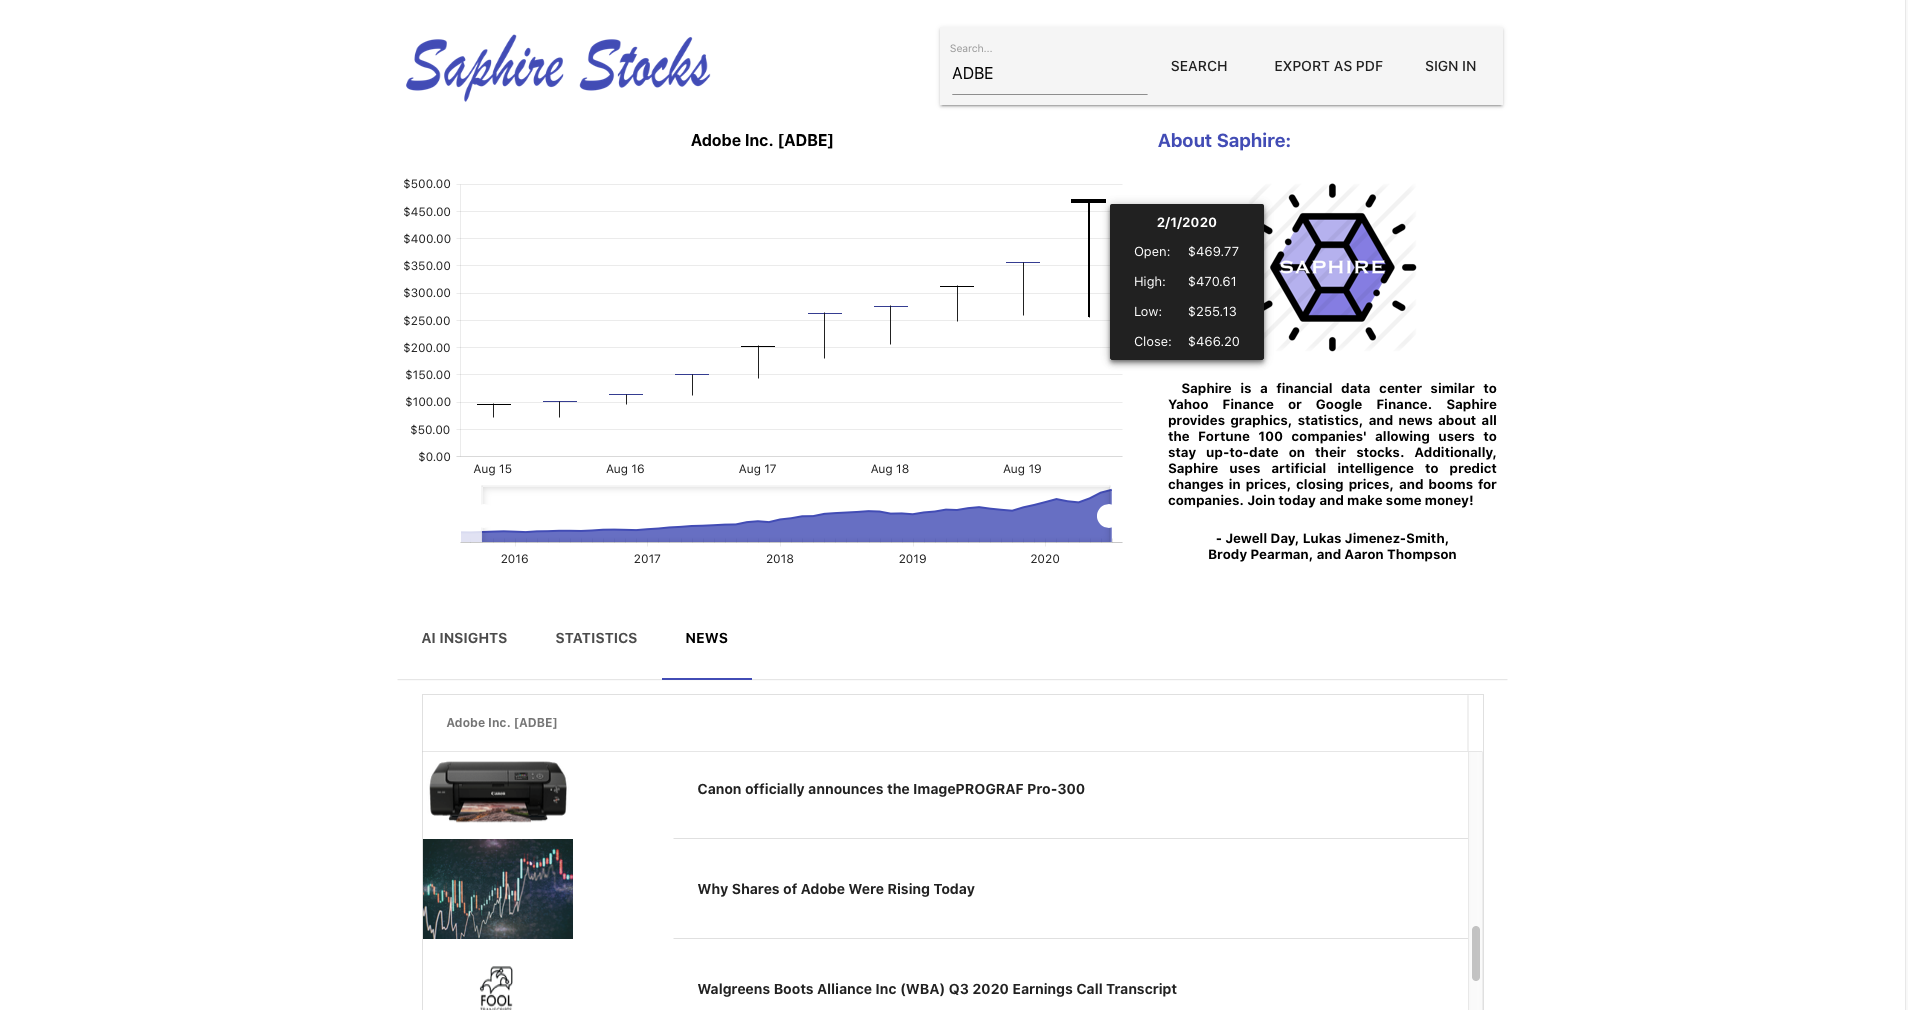 Saphire Stocks
Search...
ADBE
SEARCH
EXPORT AS PDF
SIGN IN
Adobe Inc. [ADBE]
$500.00
$450.00
$400.00
$350.00
$300.00
$250.00
$200.00
$150.00
$100.00
$50.00
$0.00
Aug 15
Aug 16
Aug 17
Aug 18
Aug 19
2/1/2020
Open: $469.77
High: $470.61
Low: $255.13
Close: $466.20
2016
2017
2018
2019
2020
About Saphire:
SAPHIRE
Saphire is a financial data center similar to
Yahoo Finance or Google Finance. Saphire
provides graphics, statistics, and news about all
the Fortune 100 companies' allowing users to
stay up-to-date on their stocks. Additionally,
Saphire uses artificial intelligence to predict
changes in prices, closing prices, and booms for
companies. Join today and make some money!
- Jewell Day, Lukas Jimenez-Smith,
Brody Pearman, and Aaron Thompson
AI INSIGHTS
STATISTICS
NEWS
Adobe Inc. [ADBE]
Canon
Canon officially announces the ImagePROGRAF Pro-300
Why Shares of Adobe Were Rising Today
FOOL
Walgreens Boots Alliance Inc (WBA) Q3 2020 Earnings Call Transcript